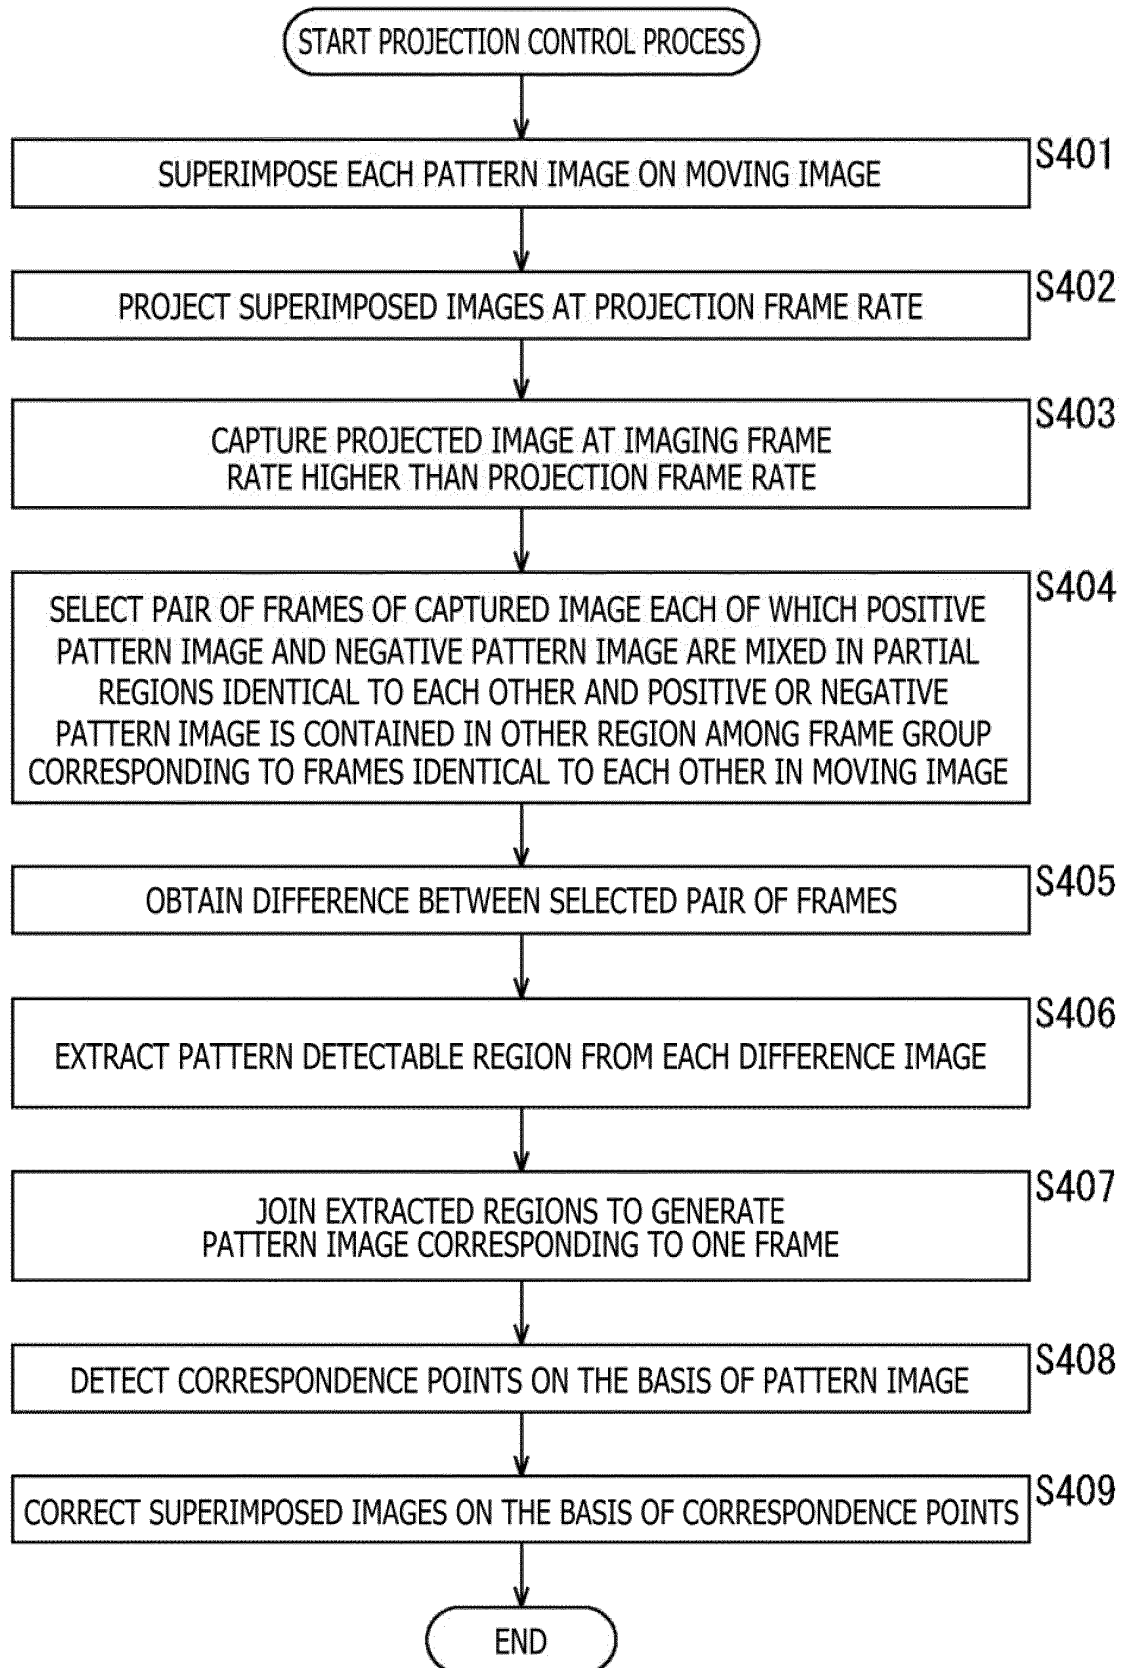 START PROJECTION CONTROL PROCESS
S401
SUPERIMPOSE EACH PATTERN IMAGE ON MOVING IMAGE
S402
PROJECT SUPERIMPOSED IMAGES AT PROJECTION FRAME RATE
S403
CAPTURE PROJECTED IMAGE AT IMAGING FRAME
RATE HIGHER THAN PROJECTION FRAME RATE
S404
SELECT PAIR OF FRAMES OF CAPTURED IMAGE EACH OF WHICH POSITIVE
PATTERN IMAGE AND NEGATIVE PATTERN IMAGE ARE MIXED IN PARTIAL
REGIONS IDENTICAL TO EACH OTHER AND POSITIVE OR NEGATIVE
PATTERN IMAGE IS CONTAINED IN OTHER REGION AMONG FRAME GROUP
CORRESPONDING TO FRAMES IDENTICAL TO EACH OTHER IN MOVING IMAGE
S405
OBTAIN DIFFERENCE BETWEEN SELECTED PAIR OF FRAMES
S406
EXTRACT PATTERN DETECTABLE REGION FROM EACH DIFFERENCE IMAGE
S407
JOIN EXTRACTED REGIONS TO GENERATE
PATTERN IMAGE CORRESPONDING TO ONE FRAME
S408
DETECT CORRESPONDENCE POINTS ON THE BASIS OF PATTERN IMAGE
S409
CORRECT SUPERIMPOSED IMAGES ON THE BASIS OF CORRESPONDENCE POINTS
END